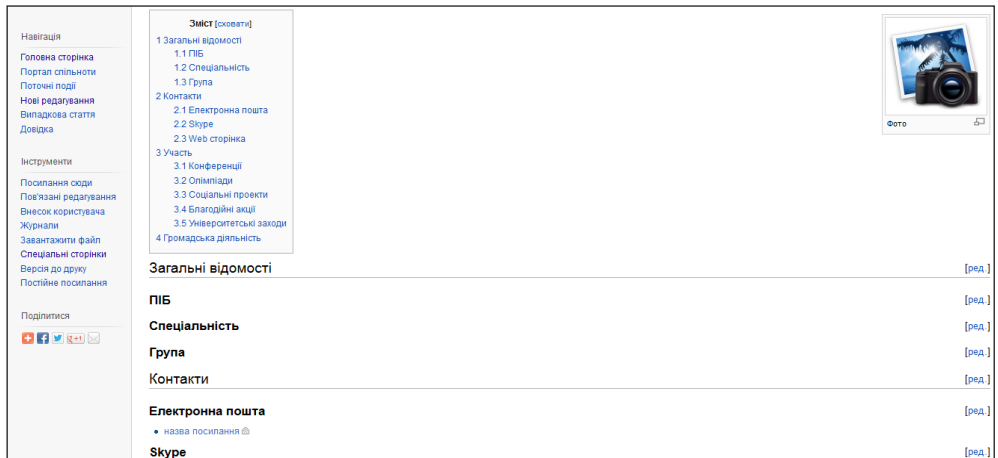 Навігація
Головна сторінка
Портал спільноти
Поточні події
Нові редагування
Випадкова стаття
Довідка
Інструменти
Посилання сюди
Пов'язані редагування
Внесок користувача
Журнали
Завантажити файл
Спеціальні сторінки
Версія до друку
Постійне посилання
Поділитися
Зміст [сховати]
1 Загальні відомості
1.1 ПІБ
1.2 Спеціальність
1.3 Група
2 Контакти
2.1 Електронна пошта
2.2 Skype
2.3 Web сторінка
3 Участь
3.1 Конференції
3.2 Олімпіади
3.3 Соціальні проекти
3.4 Благодійні акції
3.5 Університетські заходи
4 Громадська діяльність
Фото
Загальні відомості [ред.]
ПІБ [ред.]
Спеціальність [ред.]
Група [ред.]
Контакти [ред.]
Електронна пошта [ред.]
назва посилання
Skype [ред.]